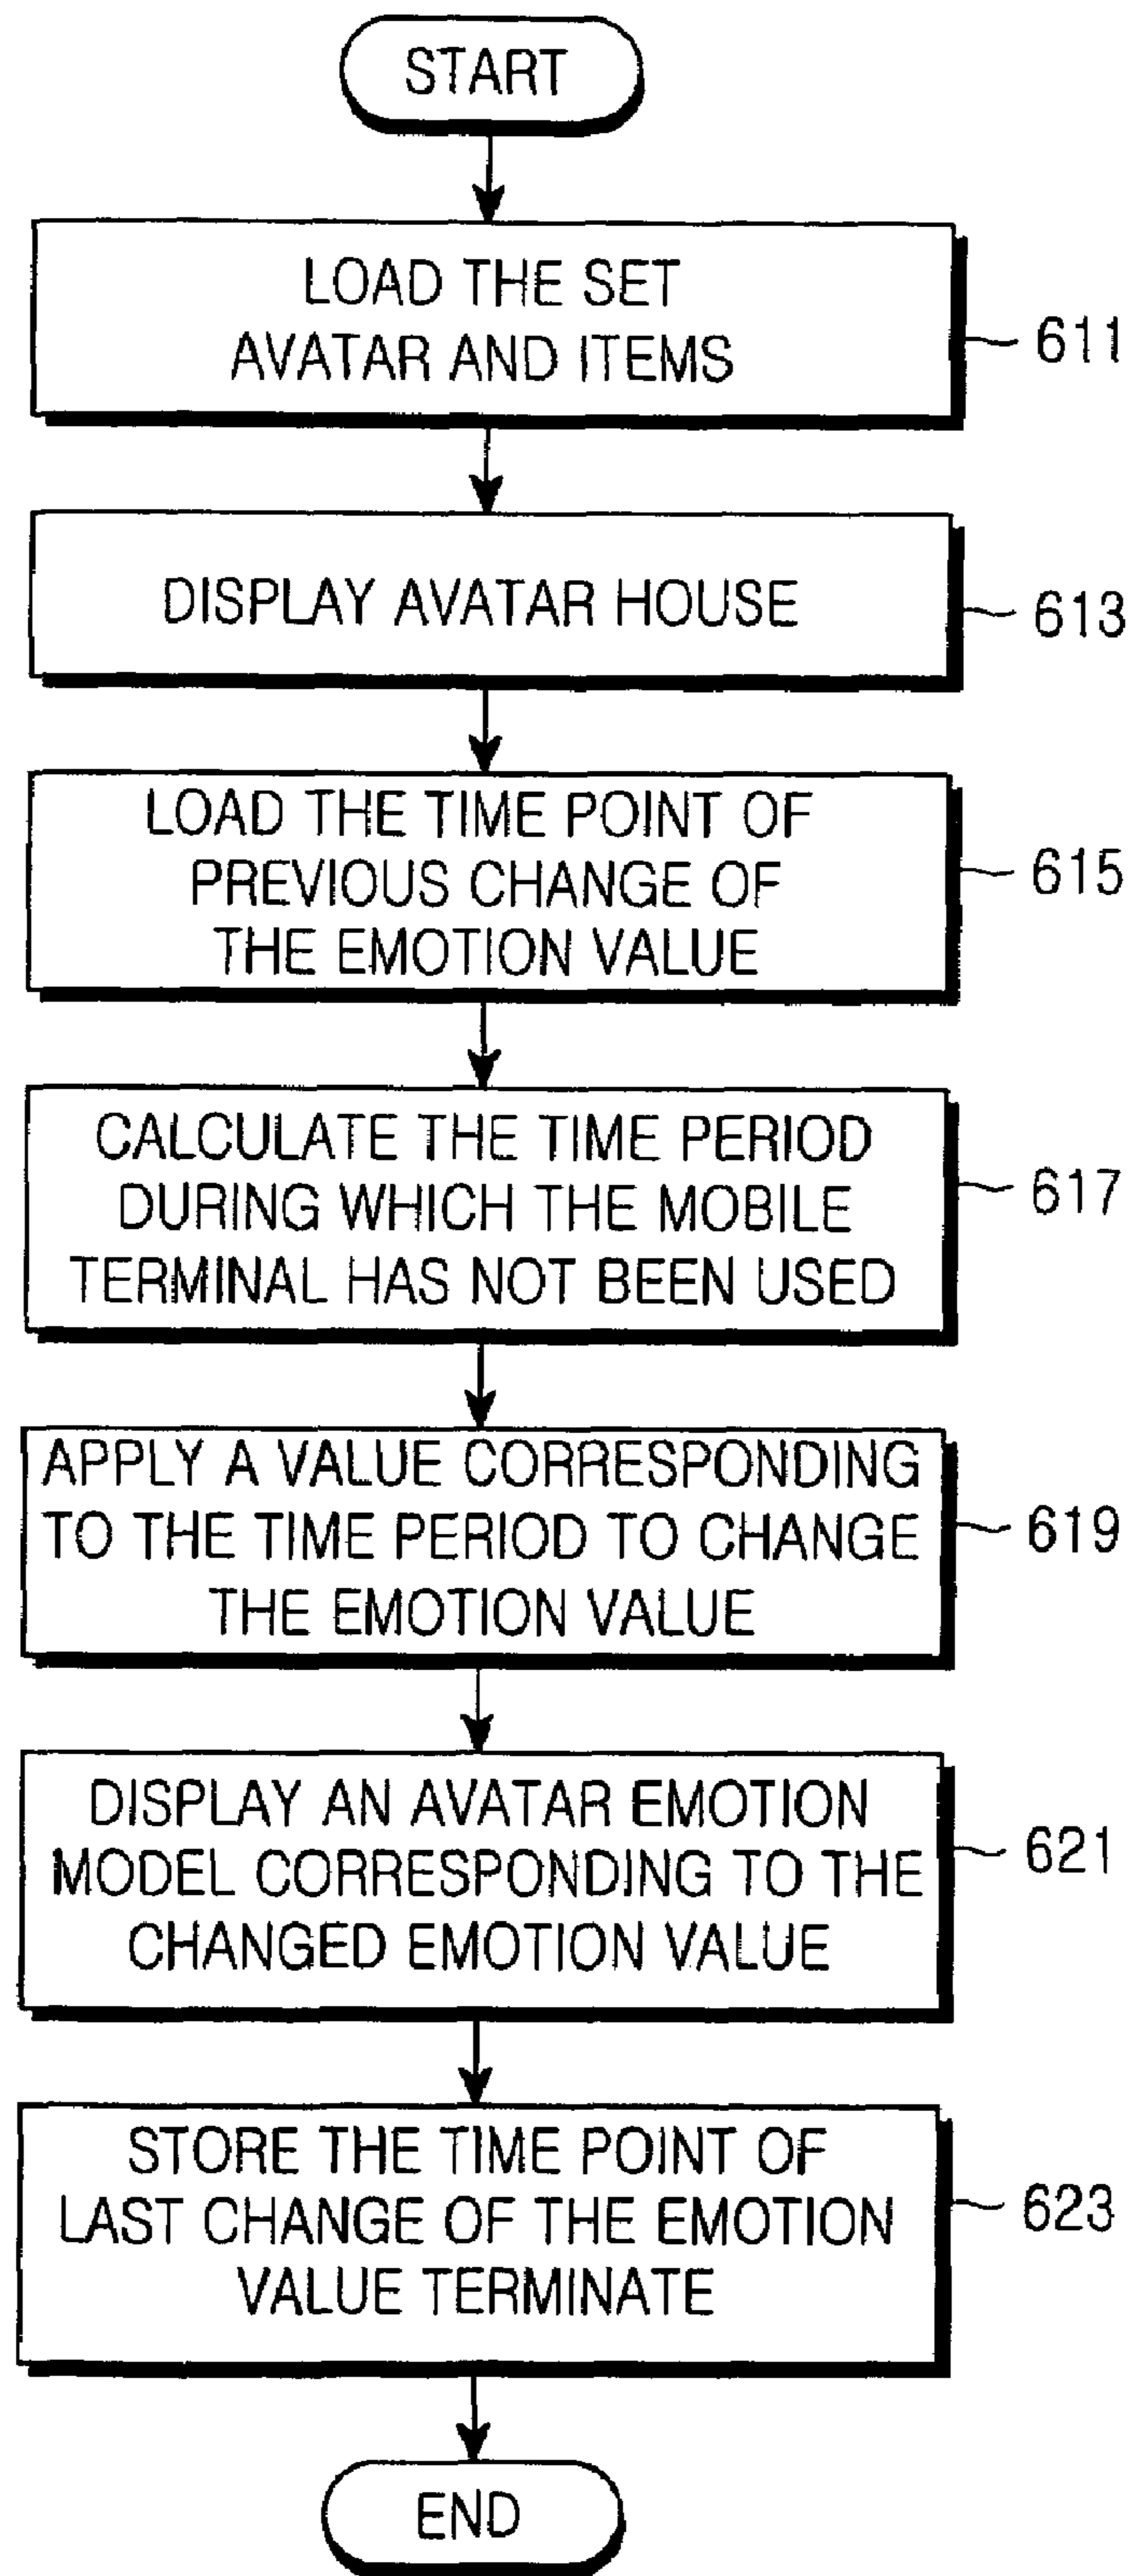 START
LOAD THE SET
AVATAR AND ITEMS
611
DISPLAY AVATAR HOUSE
613
LOAD THE TIME POINT OF
PREVIOUS CHANGE OF
THE EMOTION VALUE
615
CALCULATE THE TIME PERIOD
DURING WHICH THE MOBILE
TERMINAL HAS NOT BEEN USED
617
APPLY A VALUE CORRESPONDING
TO THE TIME PERIOD TO CHANGE
THE EMOTION VALUE
619
DISPLAY AN AVATAR EMOTION
MODEL CORRESPONDING TO THE
CHANGED EMOTION VALUE
621
STORE THE TIME POINT OF
LAST CHANGE OF THE EMOTION
VALUE TERMINATE
623
END